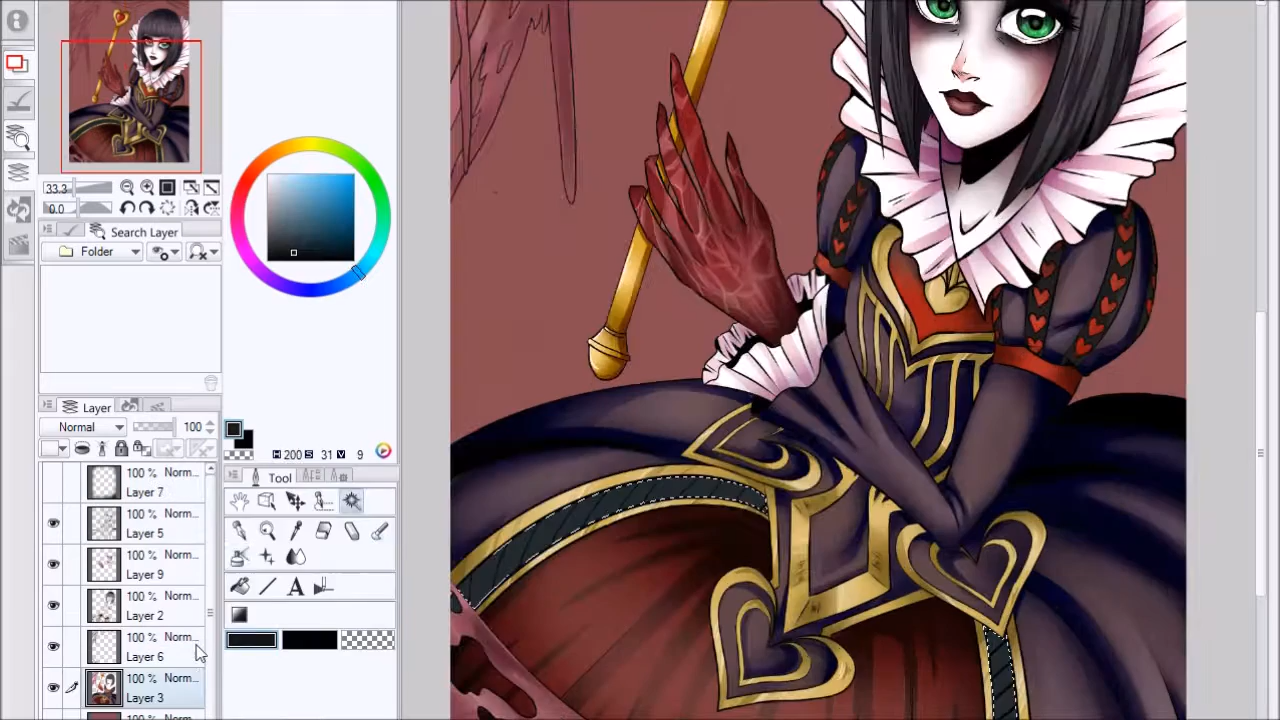 33.3
0.0
Search Layer
Folder
Layer
Normal 100
100 % Norm...
Layer 7
100 % Norm...
Layer 5
100 % Norm...
Layer 9
100 % Norm...
Layer 2
100 % Norm...
Layer 6
100 % Norm...
Layer 3
H 200 S 31 V 9
Tool
A